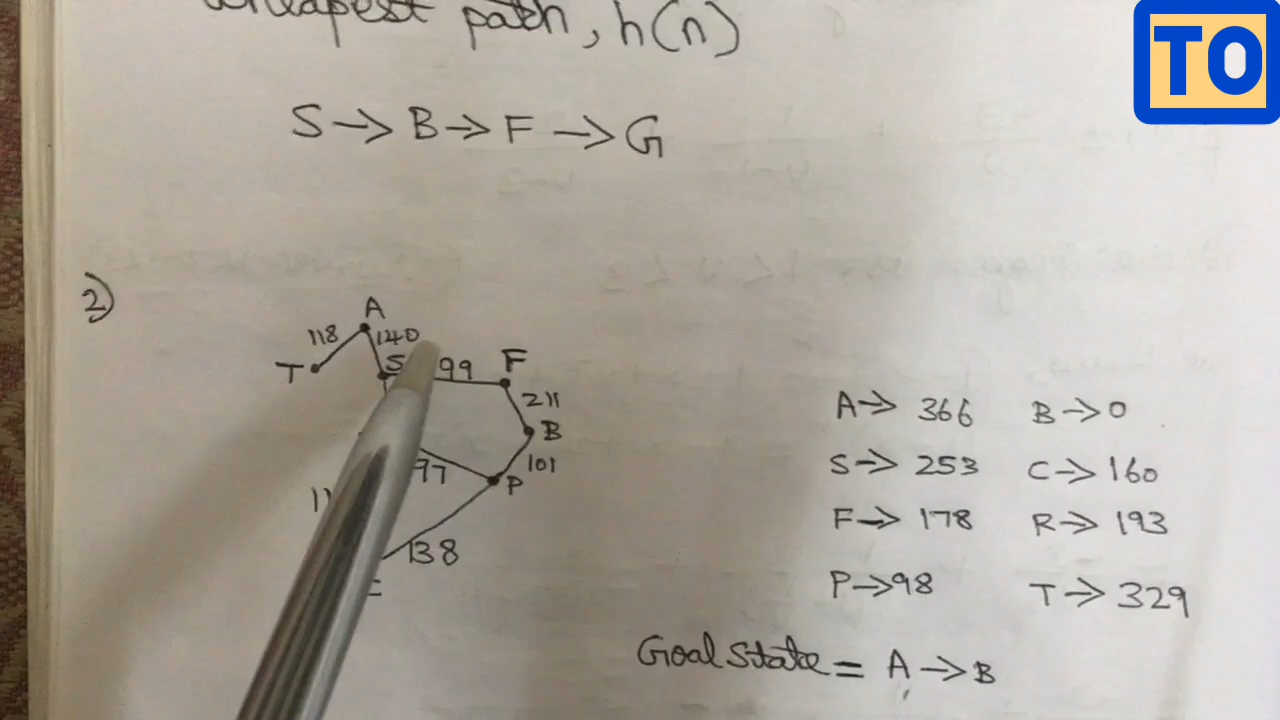 TO
cheapest path, h(n)
S → B → F → G
2)
A
118 140
T S 99 F
211
B
97 101
P
138
A → 366 B → 0
S → 253 C → 160
F → 178 R → 193
P → 98 T → 329
Goal State = A → B